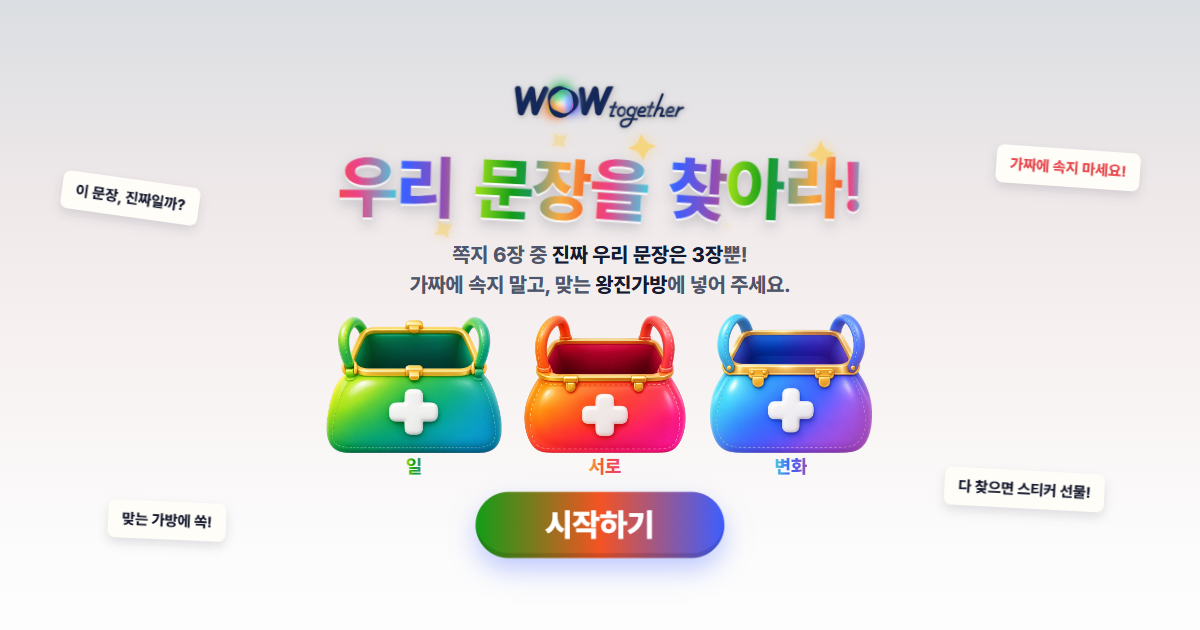 WOW together
우리 문장을 찾아라!
이 문장, 진짜일까?
가짜에 속지 마세요!
쪽지 6장 중 진짜 우리 문장은 3장뿐!
가짜에 속지 말고, 맞는 왕진가방에 넣어 주세요.
일
서로
변화
맞는 가방에 쏙!
시작하기
다 찾으면 스티커 선물!